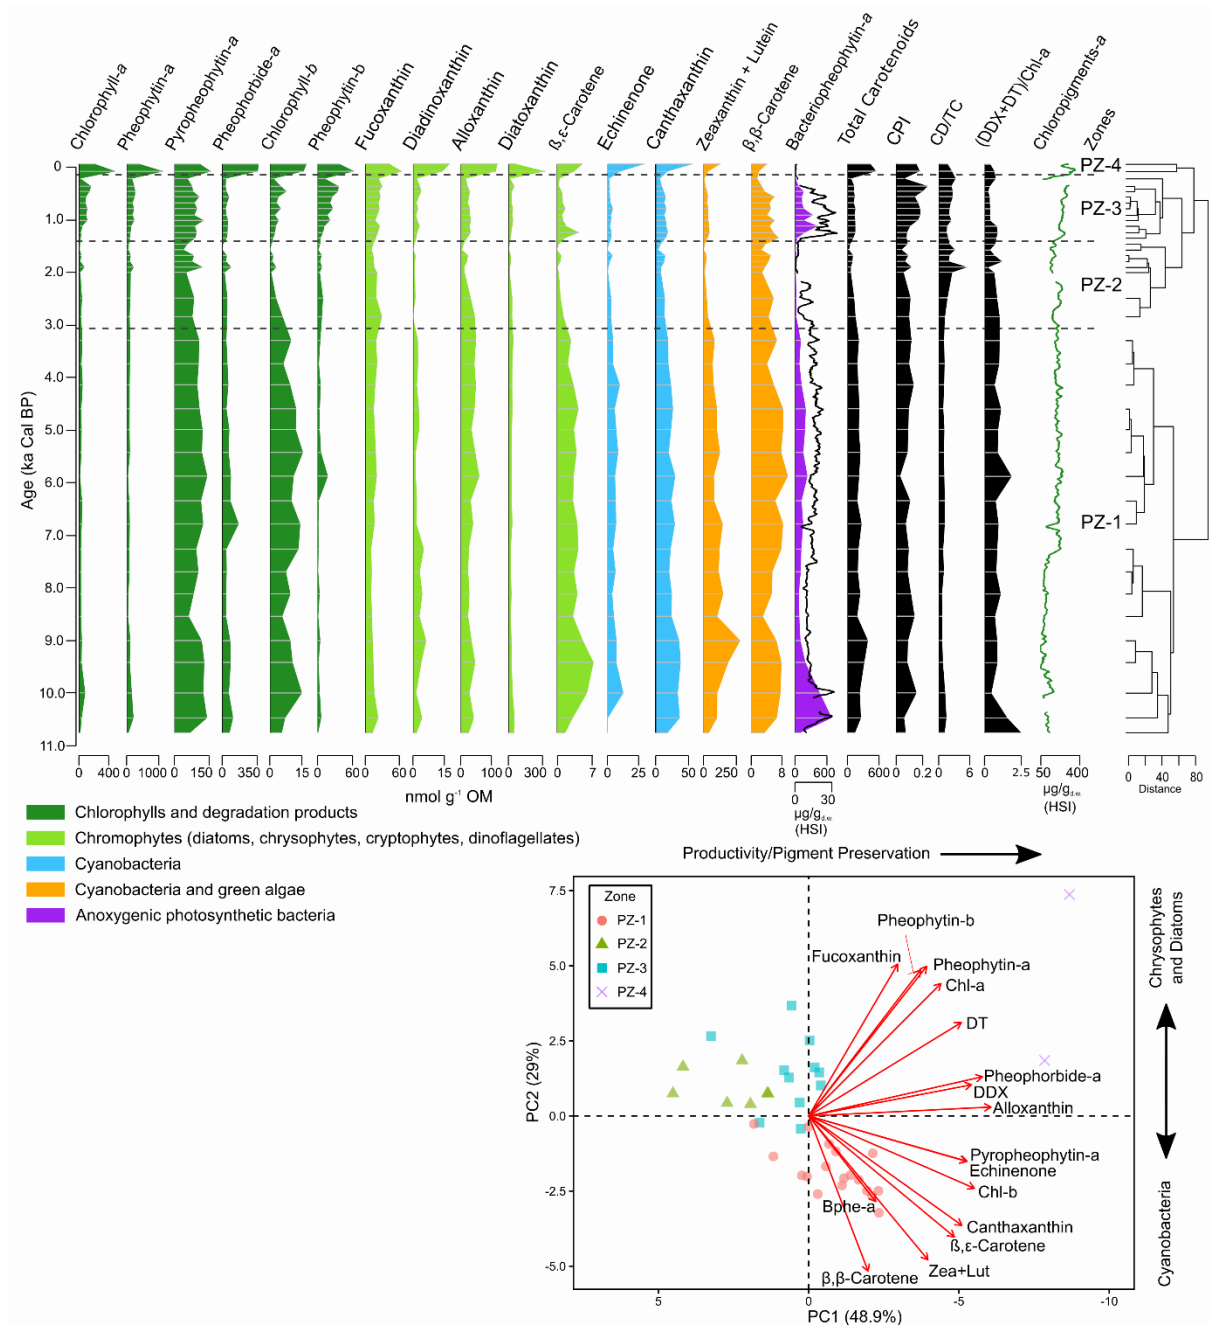 Chlorophyll-a
Pheophytin-a
Pyropheophytin-a
Pheophorbide-a
Chlorophyll-b
Pheophytin-b
Fucoxanthin
Diadinoxanthin
Alloxanthin
Diatoxanthin
ß,ε-Carotene
Echinenone
Canthaxanthin
Zeaxanthin + Lutein
β,β-Carotene
Bacteriopheophytin-a
Total Carotenoids
CPI
CD/TC
(DDX+DT)/Chl-a
Chloropigments-a
Zones
Age (ka Cal BP)
0
1.0
2.0
3.0
4.0
5.0
6.0
7.0
8.0
9.0
10.0
11.0
PZ-4
PZ-3
PZ-2
PZ-1
0 400 0 1000 0 150 0 350 0 15 0 60 0 60 0 15 0 100 0 300 7 0 25 0 50 0 250 0 8 0 600 0 600 0 0.2 0 6 0 2.5 50 400 0 40 80
nmol g⁻¹ OM
0 30
µg/g d.w.
(HSI)
µg/g d.w.
(HSI)
Distance
Chlorophylls and degradation products
Chromophytes (diatoms, chrysophytes, cryptophytes, dinoflagellates)
Cyanobacteria
Cyanobacteria and green algae
Anoxygenic photosynthetic bacteria
Productivity/Pigment Preservation
Zone
PZ-1
PZ-2
PZ-3
PZ-4
7.5
5.0
2.5
0.0
-2.5
-5.0
PC2 (29%)
Pheophytin-b
Fucoxanthin
Pheophytin-a
Chl-a
DT
Pheophorbide-a
DDX
Alloxanthin
Pyropheophytin-a
Echinenone
Chl-b
Bphe-a
Canthaxanthin
ß,ε-Carotene
Zea+Lut
β,β-Carotene
5 0 -5 -10
PC1 (48.9%)
Chrysophytes
and Diatoms
Cyanobacteria